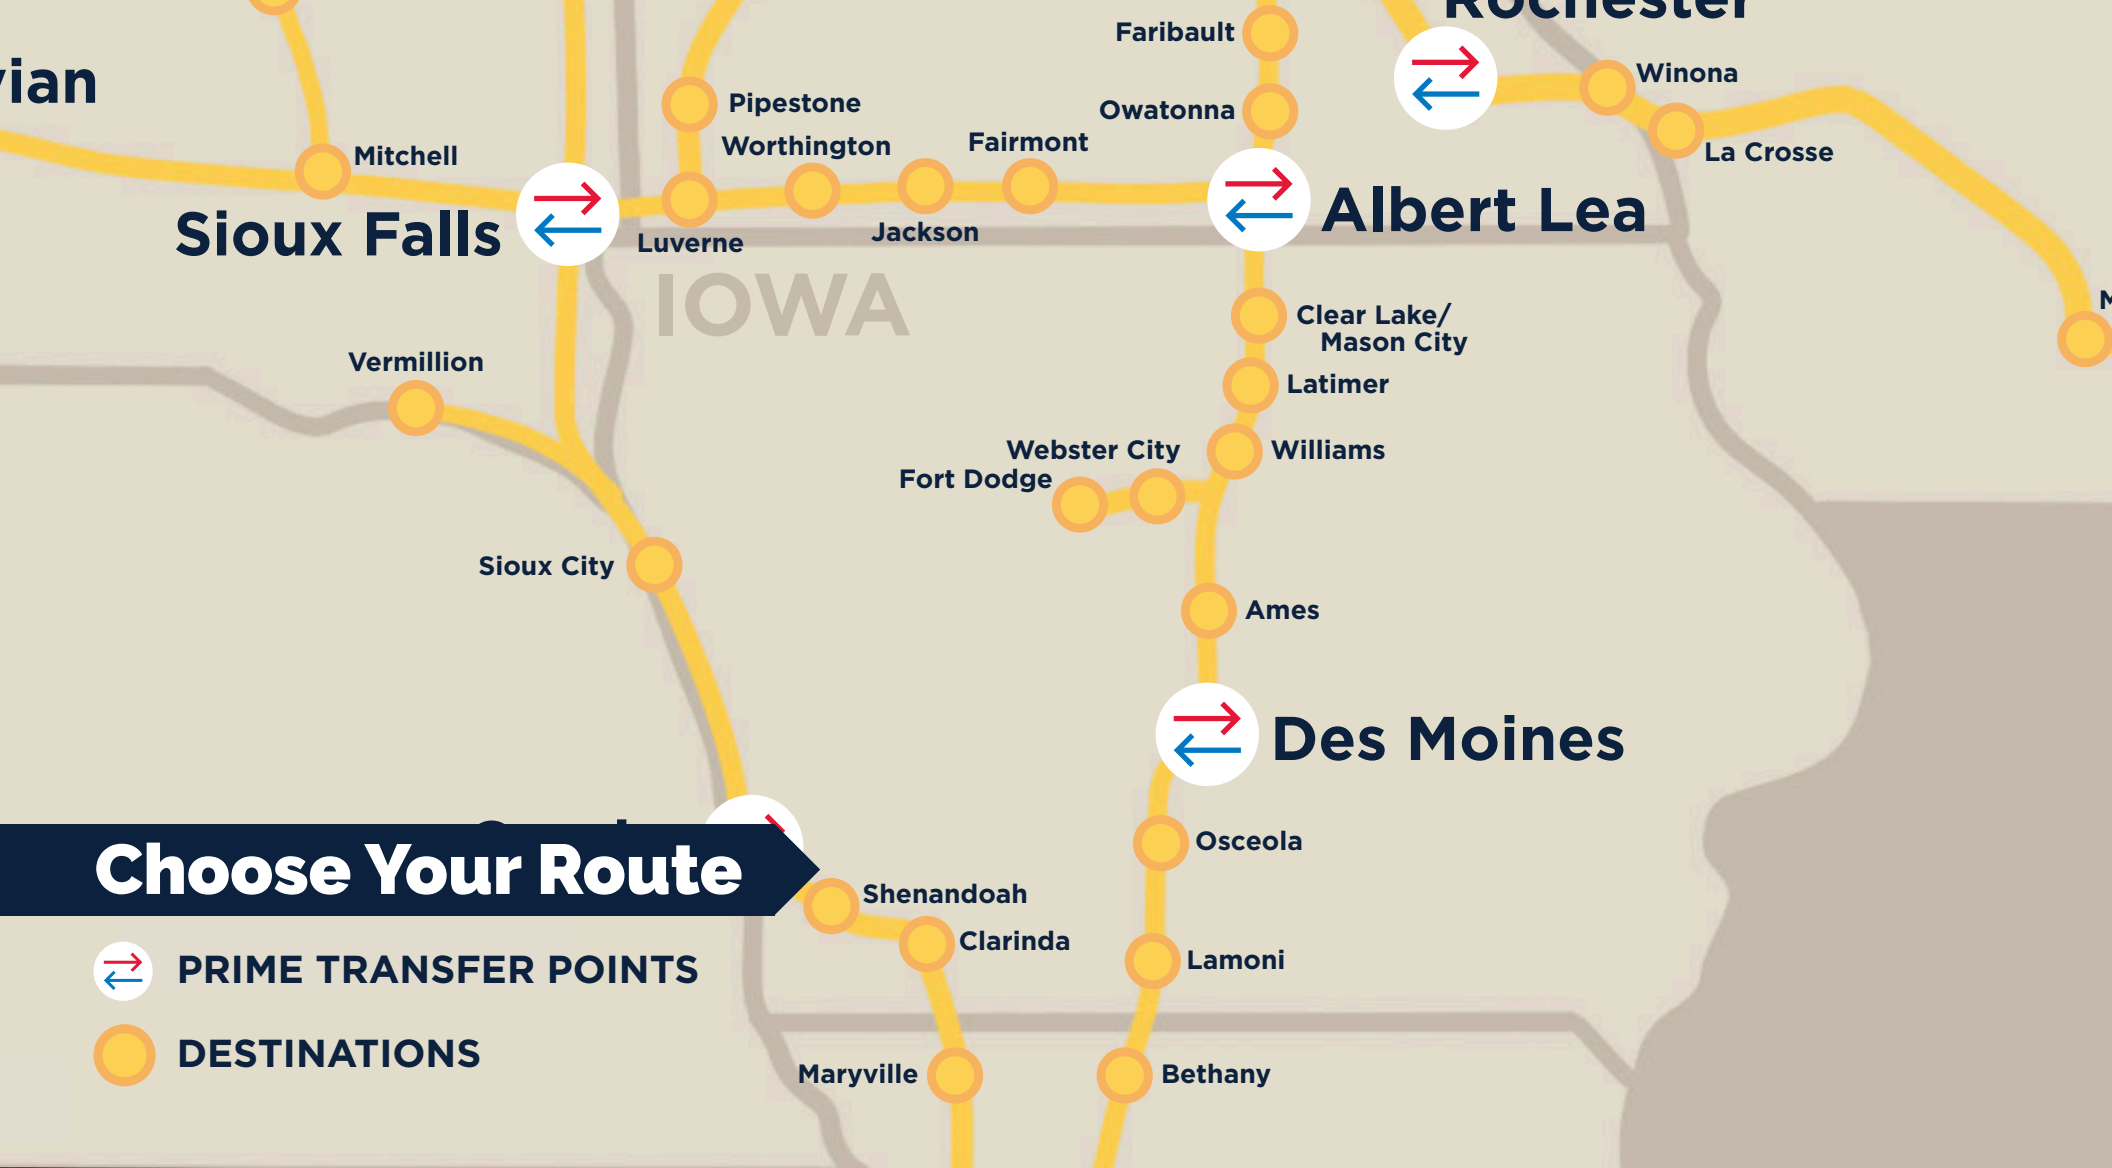 Rochester
Faribault
Winona
vian
Pipestone
Owatonna
Worthington
Fairmont
La Crosse
Mitchell
Sioux Falls
Albert Lea
Luverne
Jackson
IOWA
Clear Lake/
Mason City
Vermillion
Latimer
Webster City
Williams
Fort Dodge
Sioux City
Ames
Des Moines
Osceola
Choose Your Route
Shenandoah
Clarinda
Lamoni
PRIME TRANSFER POINTS
DESTINATIONS
Maryville
Bethany